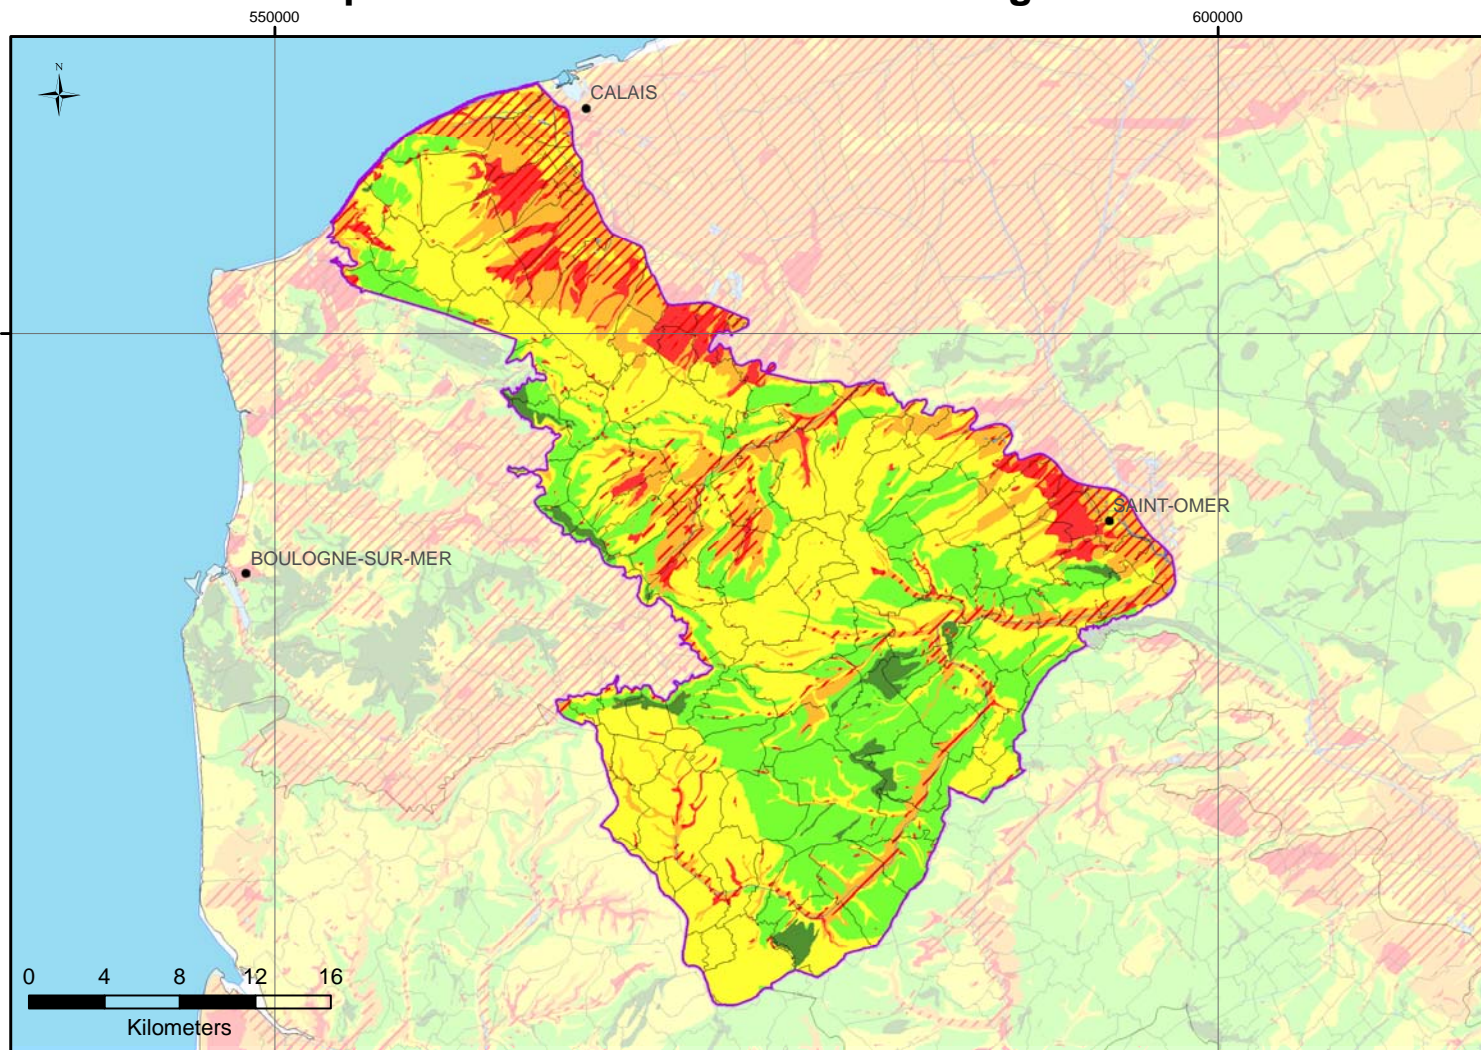 550000
600000
N
CALAIS
SAINT-OMER
BOULOGNE-SUR-MER
0 4 8 12 16
Kilometers